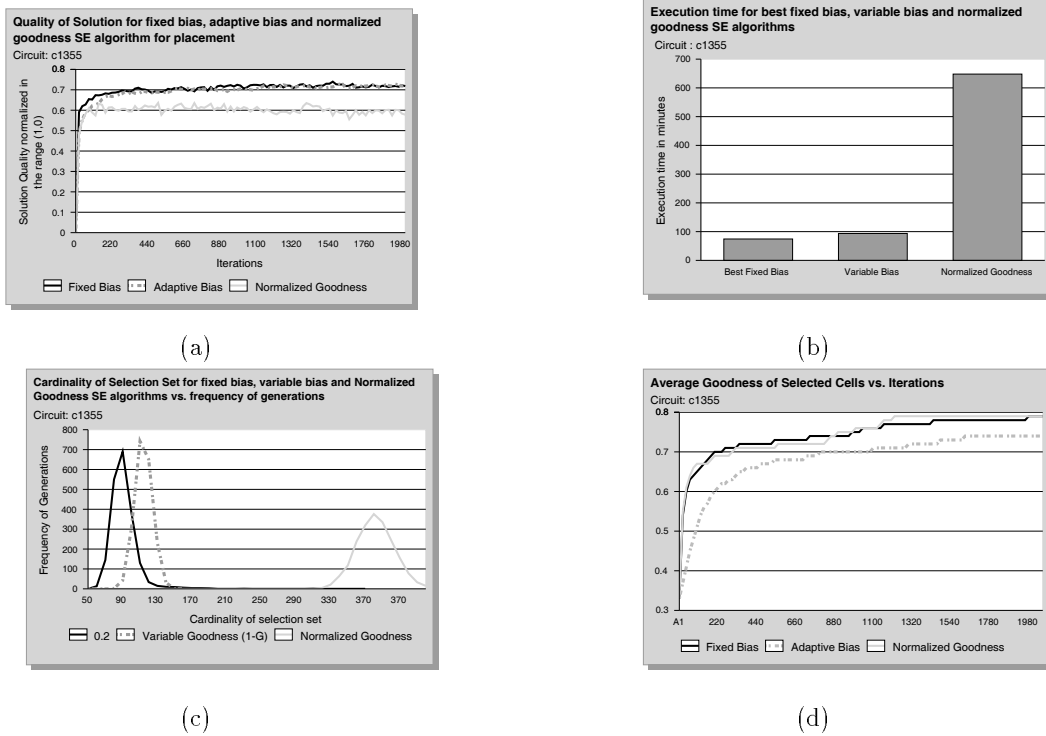 Quality of Solution for fixed bias, adaptive bias and normalized
goodness SE algorithm for placement
Circuit: c1355
Solution Quality normalized in
the range (1,0)
0.8
0.7
0.6
0.5
0.4
0.3
0.2
0.1
0
0 220 440 660 880 1100 1320 1540 1760 1980
Iterations
Fixed Bias Adaptive Bias Normalized Goodness
(a)
Execution time for best fixed bias, variable bias and normalized
goodness SE algorithms
Circuit : c1355
Execution time in minutes
700
600
500
400
300
200
100
0
Best Fixed Bias Variable Bias Normalized Goodness
(b)
Cardinality of Selection Set for fixed bias, variable bias and Normalized
Goodness SE algorithms vs. frequency of generations
Circuit: c1355
Frequency of Generations
800
700
600
500
400
300
200
100
0
50 90 130 170 210 250 290 330 370 370
Cardinality of selection set
0.2 Variable Goodness (1-G) Normalized Goodness
(c)
Average Goodness of Selected Cells vs. Iterations
Circuit: c1355
0.8
0.7
0.6
0.5
0.4
0.3
A1 220 440 660 880 1100 1320 1540 1780 1980
Fixed Bias Adaptive Bias Normalized Goodness
(d)